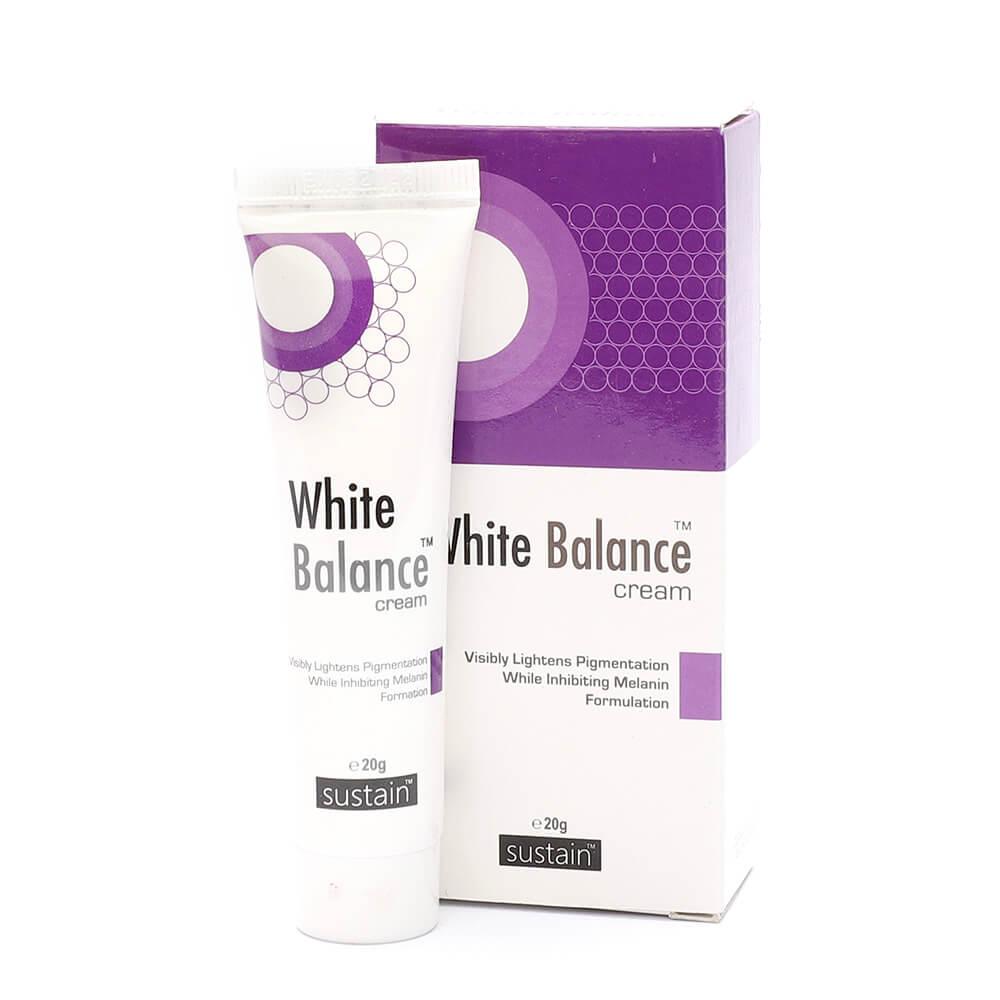 White
Balance™
cream
Visibly Lightens Pigmentation
While Inhibiting Melanin
Formation
℮20g
sustain™
White Balance™
cream
Visibly Lightens Pigmentation
While Inhibiting Melanin
Formulation
℮20g
sustain™